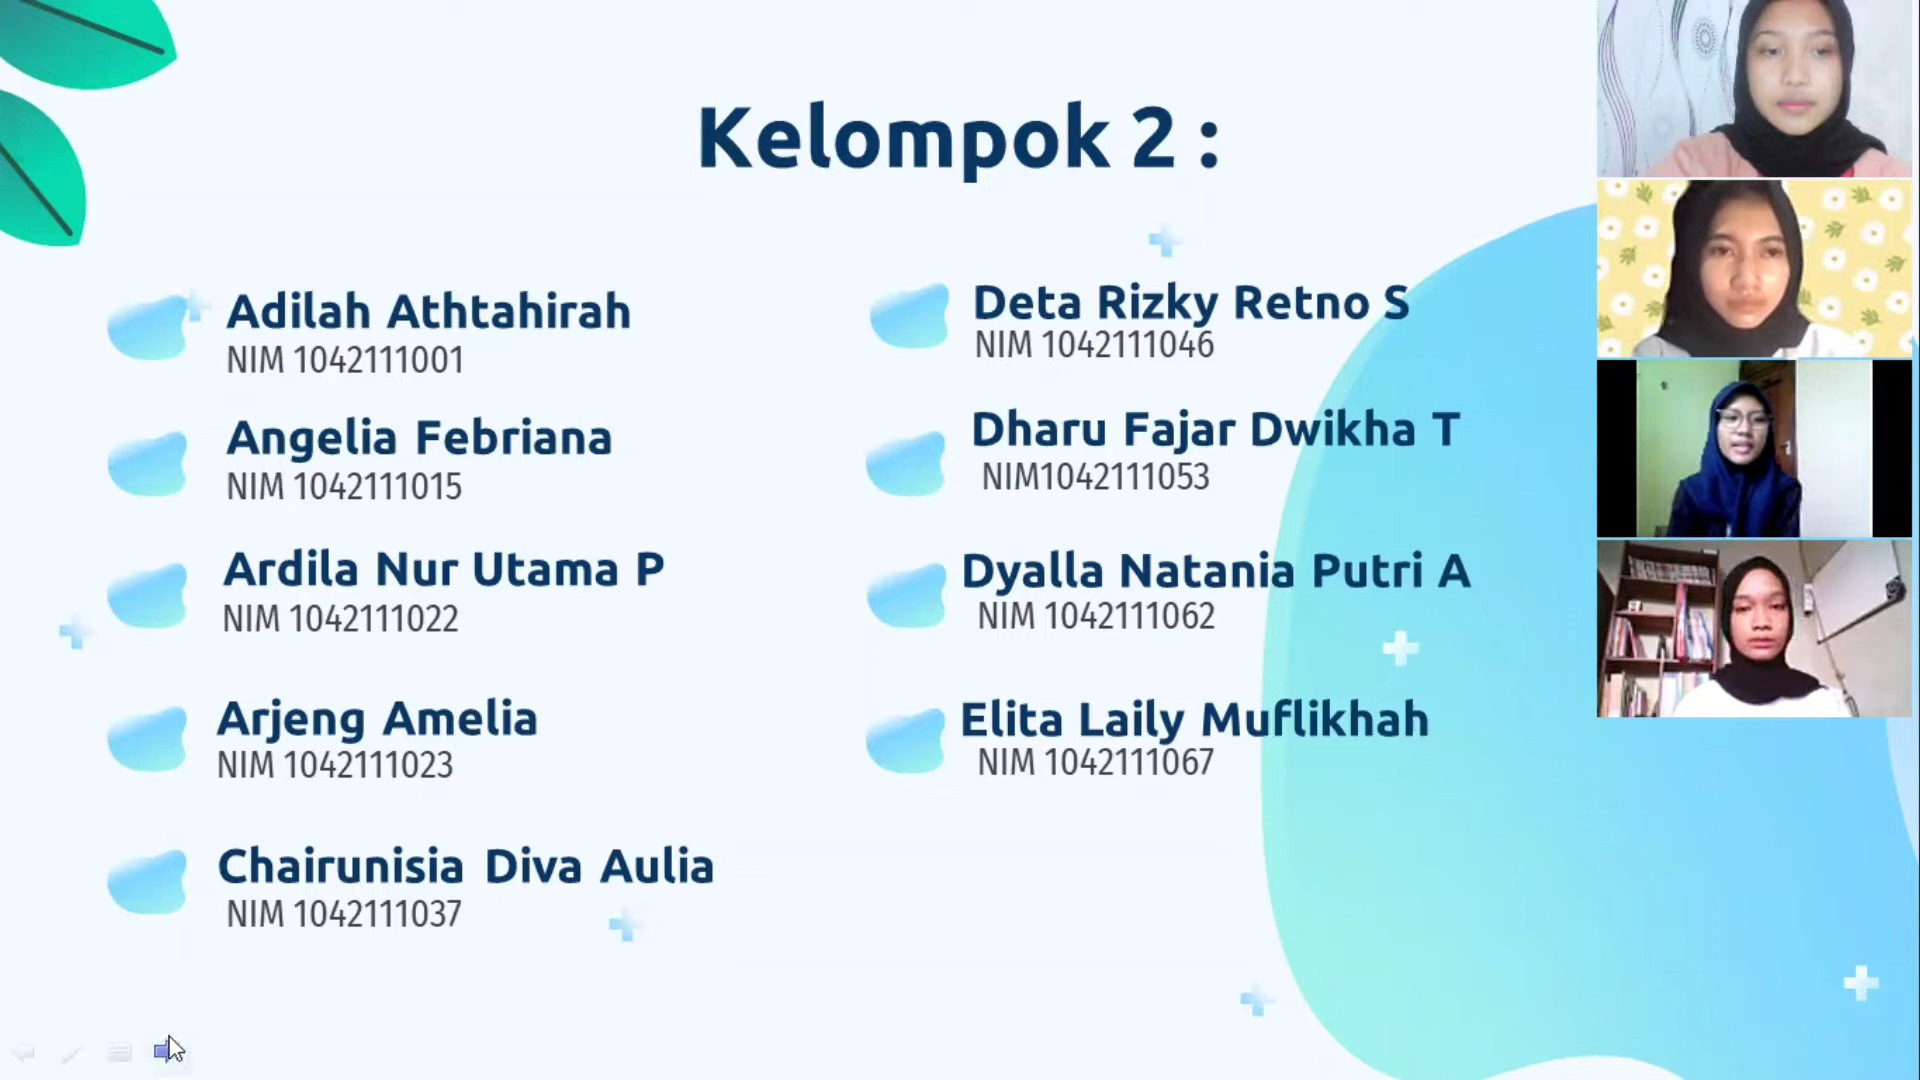 Kelompok 2 :
Adilah Athtahirah
NIM 1042111001
Angelia Febriana
NIM 1042111015
Ardila Nur Utama P
NIM 1042111022
Arjeng Amelia
NIM 1042111023
Chairunisia Diva Aulia
NIM 1042111037
Deta Rizky Retno S
NIM 1042111046
Dharu Fajar Dwikha T
NIM1042111053
Dyalla Natania Putri A
NIM 1042111062
Elita Laily Muflikhah
NIM 1042111067